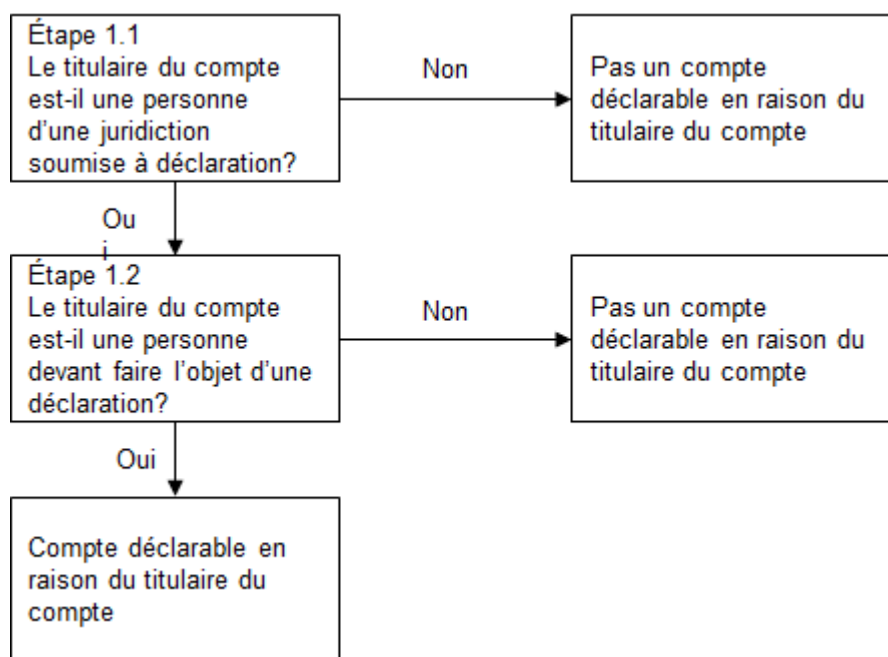 Étape 1.1
Le titulaire du compte
est-il une personne
d'une juridiction
soumise à déclaration?
Non
Pas un compte
déclarable en raison du
titulaire du compte
Ou
i
Étape 1.2
Le titulaire du compte
est-il une personne
devant faire l'objet d'une
déclaration?
Non
Pas un compte
déclarable en raison du
titulaire du compte
Oui
Compte déclarable en
raison du titulaire du
compte